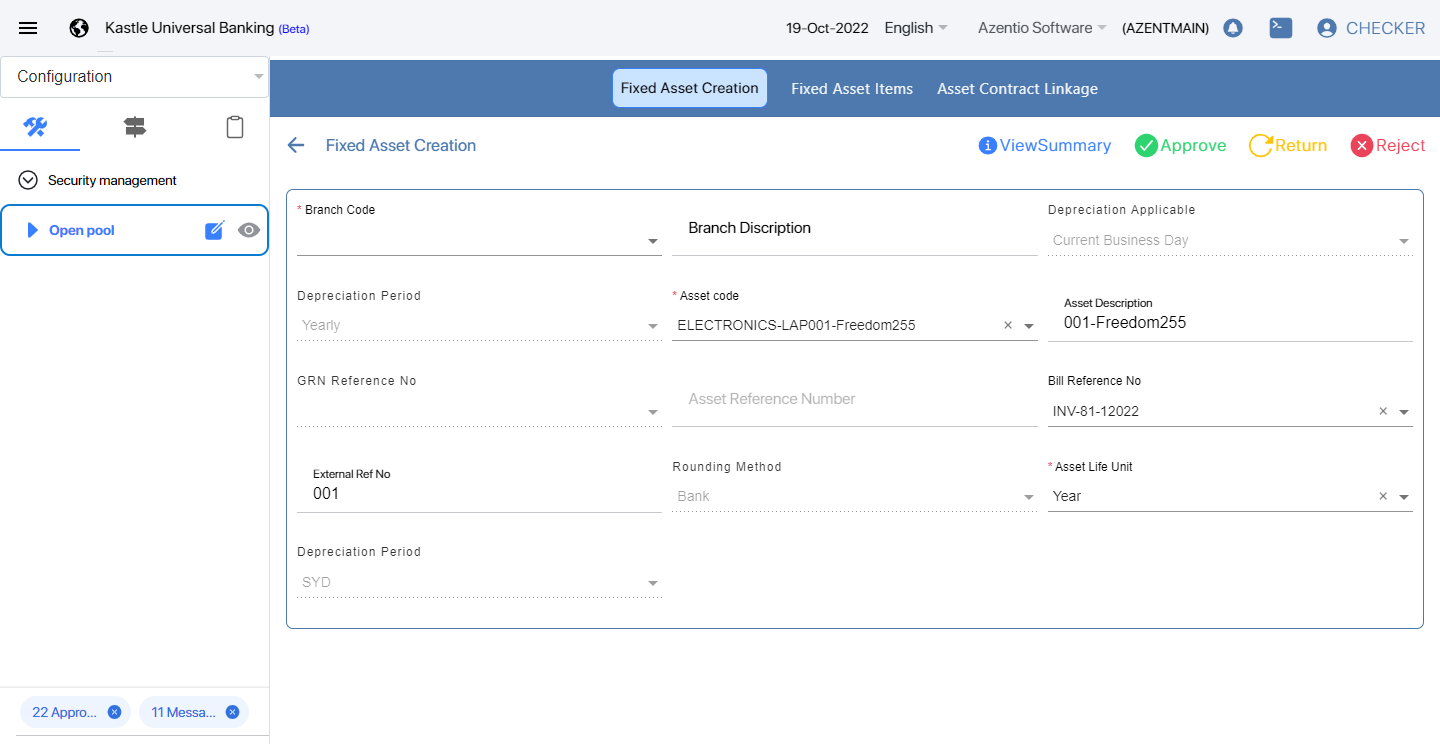 Kastle Universal Banking (Beta)
19-Oct-2022 English Azentio Software (AZENTMAIN) CHECKER
Configuration
Security management
Open pool
22 Appro...
11 Messa...
Fixed Asset Creation Fixed Asset Items Asset Contract Linkage
Fixed Asset Creation
ViewSummary Approve Return Reject
* Branch Code
Branch Discription
Depreciation Applicable
Current Business Day
Depreciation Period
Yearly
* Asset code
ELECTRONICS-LAP001-Freedom255
Asset Description
001-Freedom255
GRN Reference No
Asset Reference Number
Bill Reference No
INV-81-12022
External Ref No
001
Rounding Method
Bank
* Asset Life Unit
Year
Depreciation Period
SYD